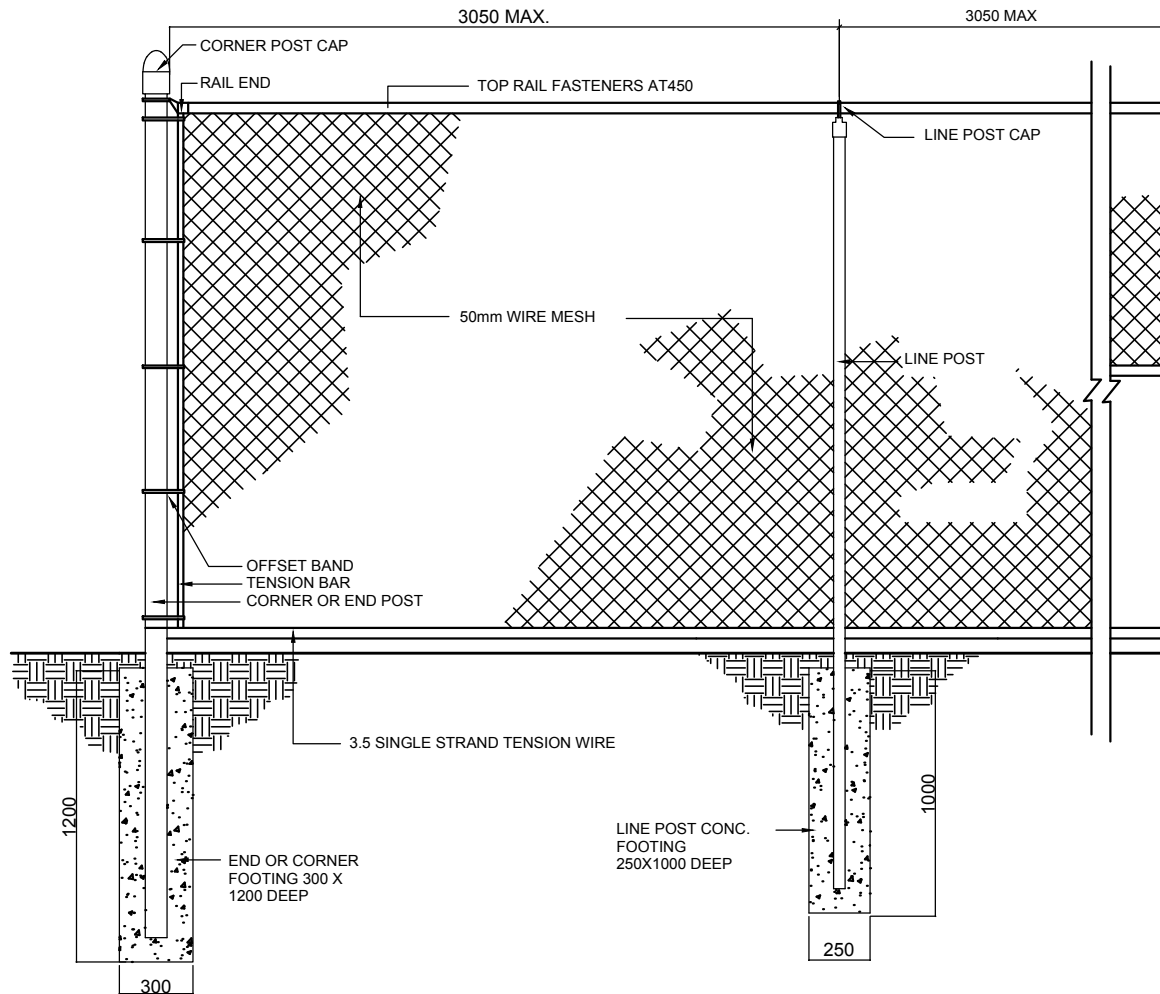 3050 MAX.
3050 MAX
CORNER POST CAP
RAIL END
TOP RAIL FASTENERS AT450
LINE POST CAP
50mm WIRE MESH
LINE POST
OFFSET BAND
TENSION BAR
CORNER OR END POST
3.5 SINGLE STRAND TENSION WIRE
1200
1000
LINE POST CONC.
FOOTING
250X1000 DEEP
END OR CORNER
FOOTING 300 X
1200 DEEP
250
300